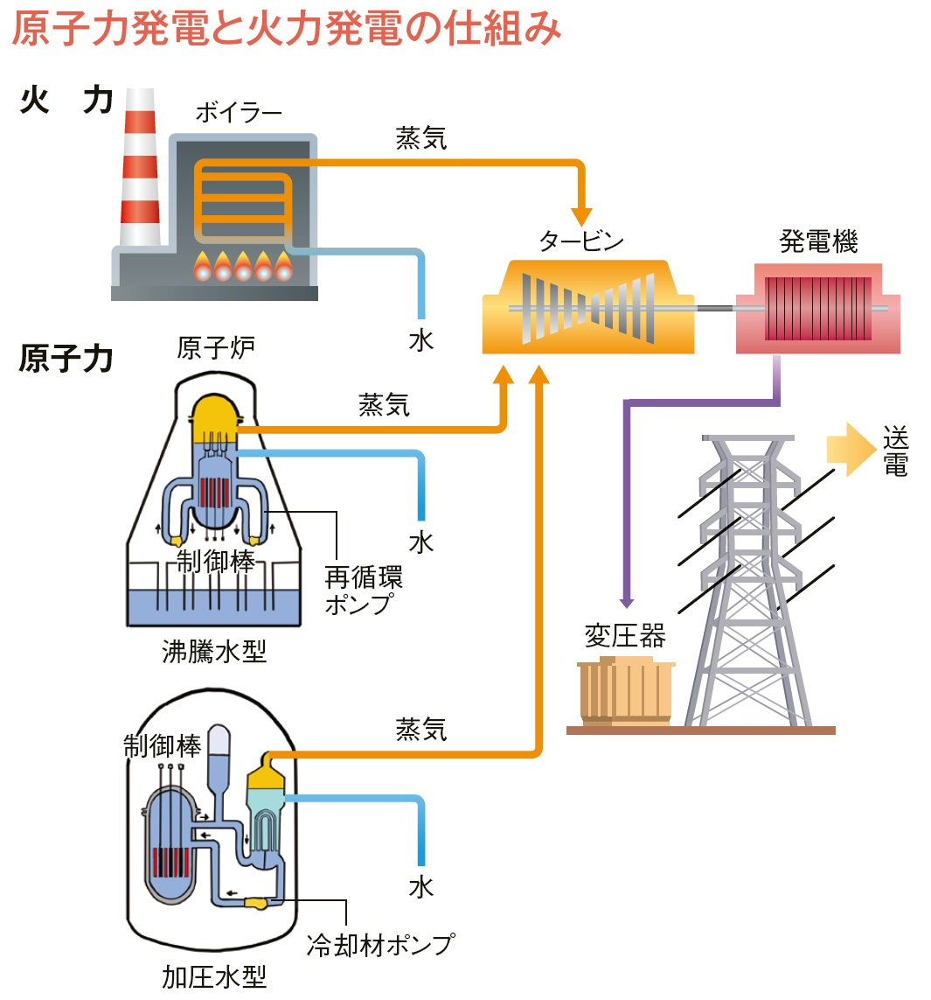 原子力発電と火力発電の仕組み
火　力
ボイラー
蒸気
タービン
発電機
水
原子力
原子炉
蒸気
送電
水
制御棒
再循環
ポンプ
変圧器
沸騰水型
制御棒
蒸気
水
冷却材ポンプ
加圧水型